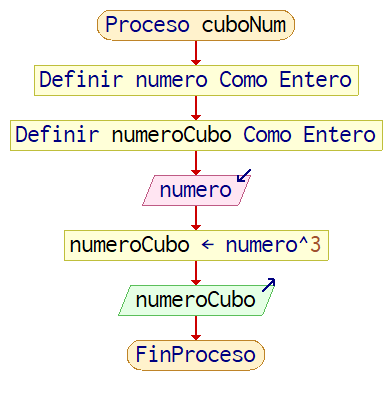 Proceso cuboNum
Definir numero Como Entero
Definir numeroCubo Como Entero
numero
numeroCubo ← numero^3
numeroCubo
FinProceso